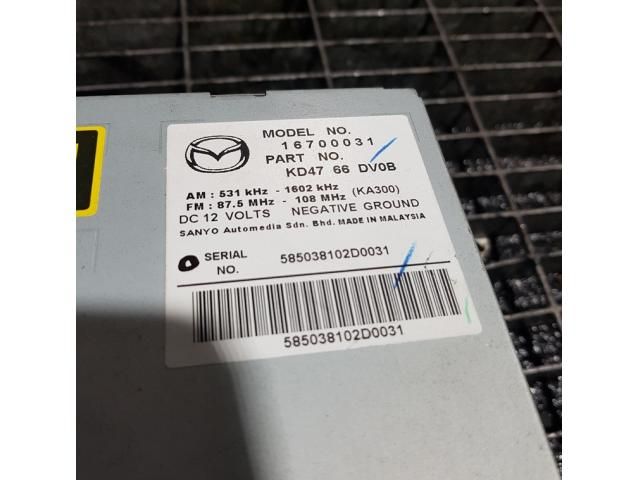 MODEL NO.
16700031
PART NO.
KD47 66 DV0B
AM : 531 kHz - 1602 kHz
FM : 87.5 MHz - 108 MHz (KA300)
DC 12 VOLTS NEGATIVE GROUND
SANYO Automedia Sdn. Bhd. MADE IN MALAYSIA
SERIAL NO. 585038102D0031
585038102D0031